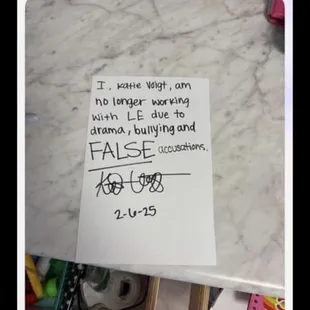 I, Katie Voigt, am
no longer working
with LE due to
drama, bullying and
FALSE accusations.
2-6-25